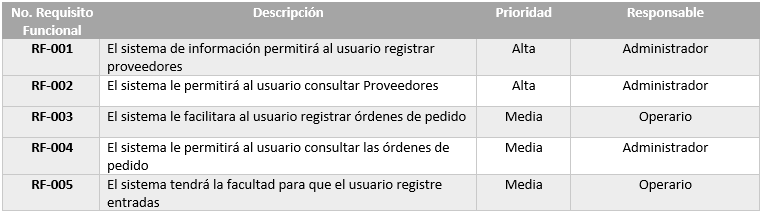 No. Requisito Funcional Descripción Prioridad Responsable
RF-001 El sistema de información permitirá al usuario registrar Alta Administrador
proveedores
RF-002 El sistema le permitirá al usuario consultar Proveedores Alta Administrador
RF-003 El sistema le facilitara al usuario registrar órdenes de pedido Media Operario
RF-004 El sistema le permitirá al usuario consultar las órdenes de Media Administrador
pedido
RF-005 El sistema tendrá la facultad para que el usuario registre Media Operario
entradas